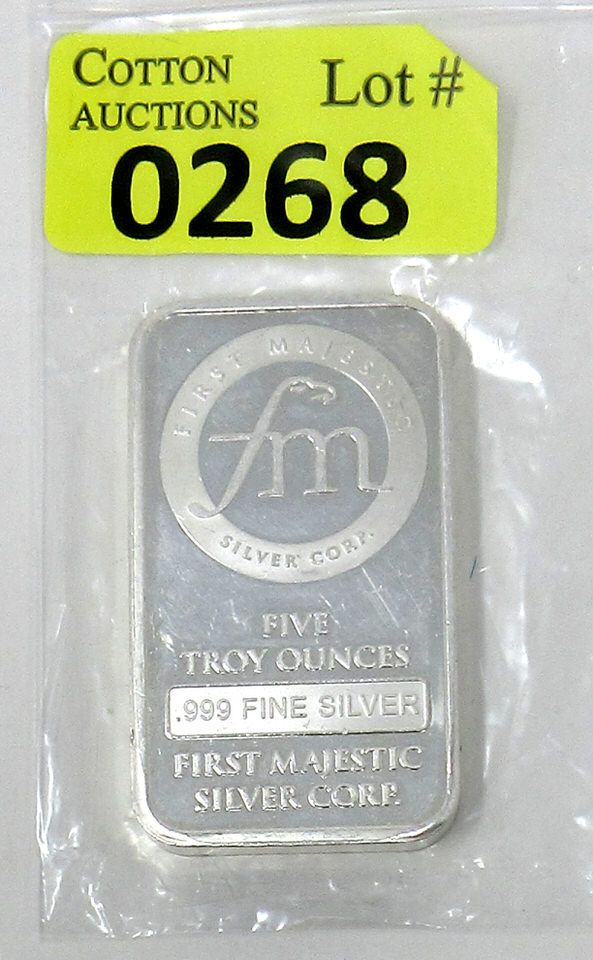 COTTON
AUCTIONS
Lot #
0268
FIRST MAJESTIC
fm
SILVER CORP.
FIVE
TROY OUNCES
.999 FINE SILVER
FIRST MAJESTIC
SILVER CORP.